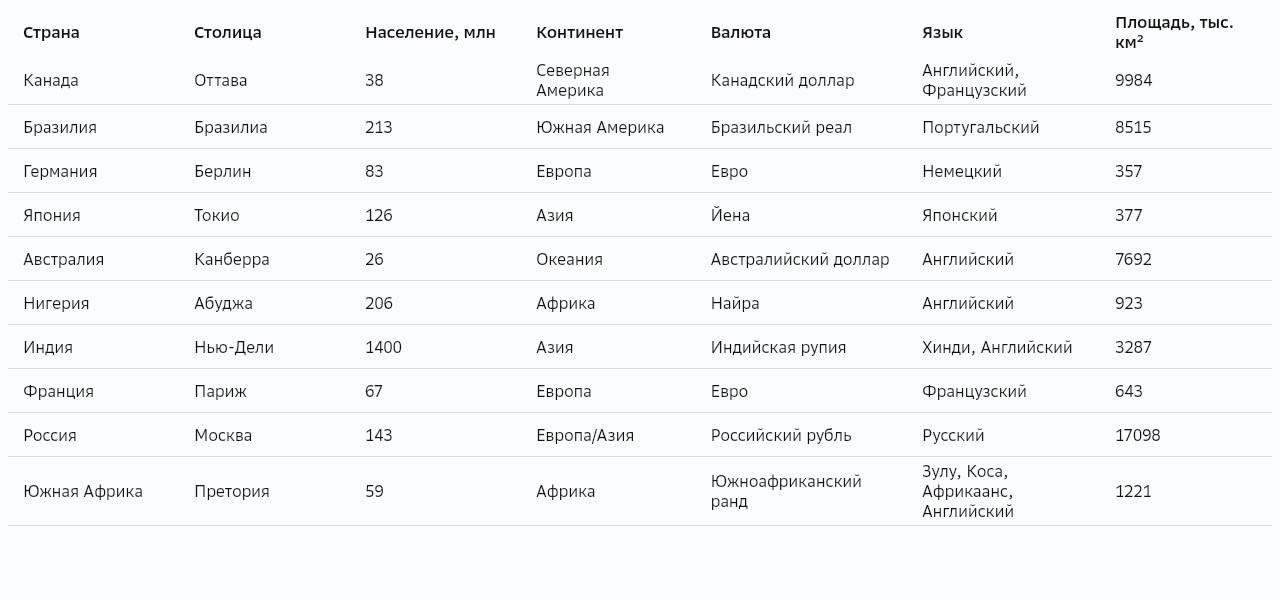 Страна Столица Население, млн Континент Валюта Язык Площадь, тыс. км²
Канада Оттава 38 Северная Америка Канадский доллар Английский, Французский 9984
Бразилия Бразилиа 213 Южная Америка Бразильский реал Португальский 8515
Германия Берлин 83 Европа Евро Немецкий 357
Япония Токио 126 Азия Йена Японский 377
Австралия Канберра 26 Океания Австралийский доллар Английский 7692
Нигерия Абуджа 206 Африка Найра Английский 923
Индия Нью-Дели 1400 Азия Индийская рупия Хинди, Английский 3287
Франция Париж 67 Европа Евро Французский 643
Россия Москва 143 Европа/Азия Российский рубль Русский 17098
Южная Африка Претория 59 Африка Южноафриканский ранд Зулу, Коса, Африкаанс, Английский 1221